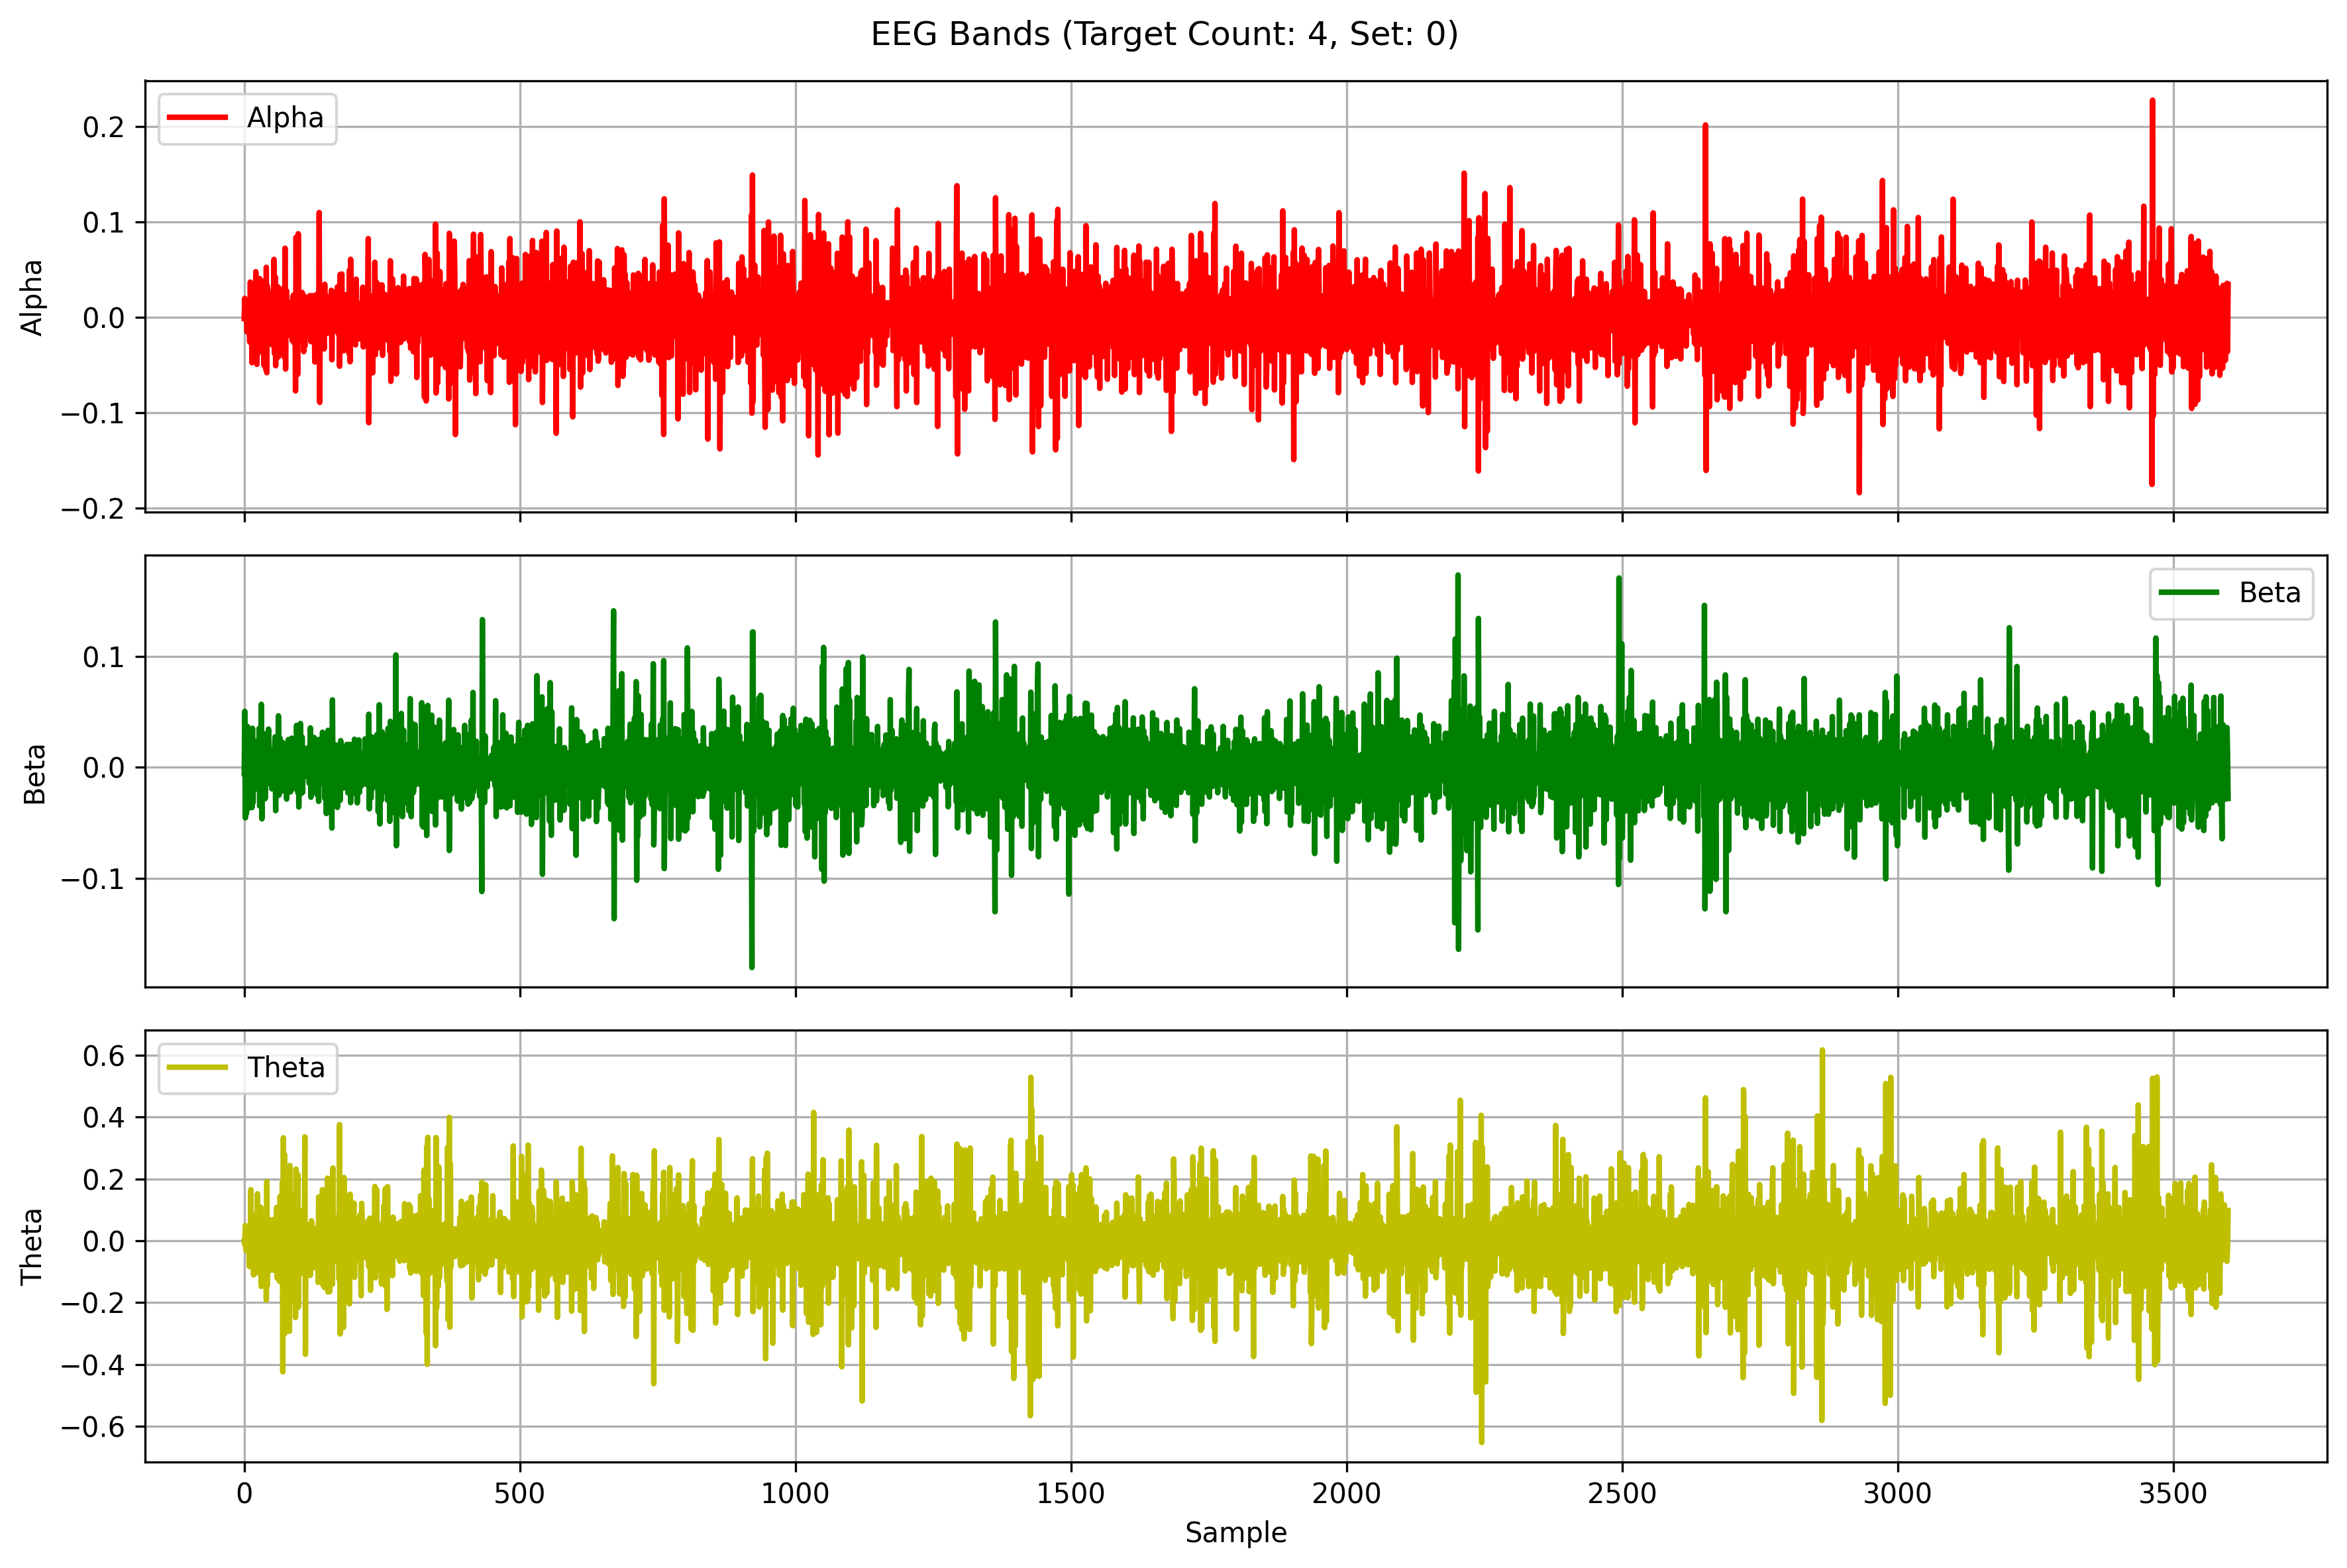 EEG Bands (Target Count: 4, Set: 0)
Alpha
0.2
0.1
0.0
−0.1
−0.2
Alpha
Beta
0.1
0.0
−0.1
Beta
Theta
0.6
0.4
0.2
0.0
−0.2
−0.4
−0.6
Theta
0 500 1000 1500 2000 2500 3000 3500
Sample